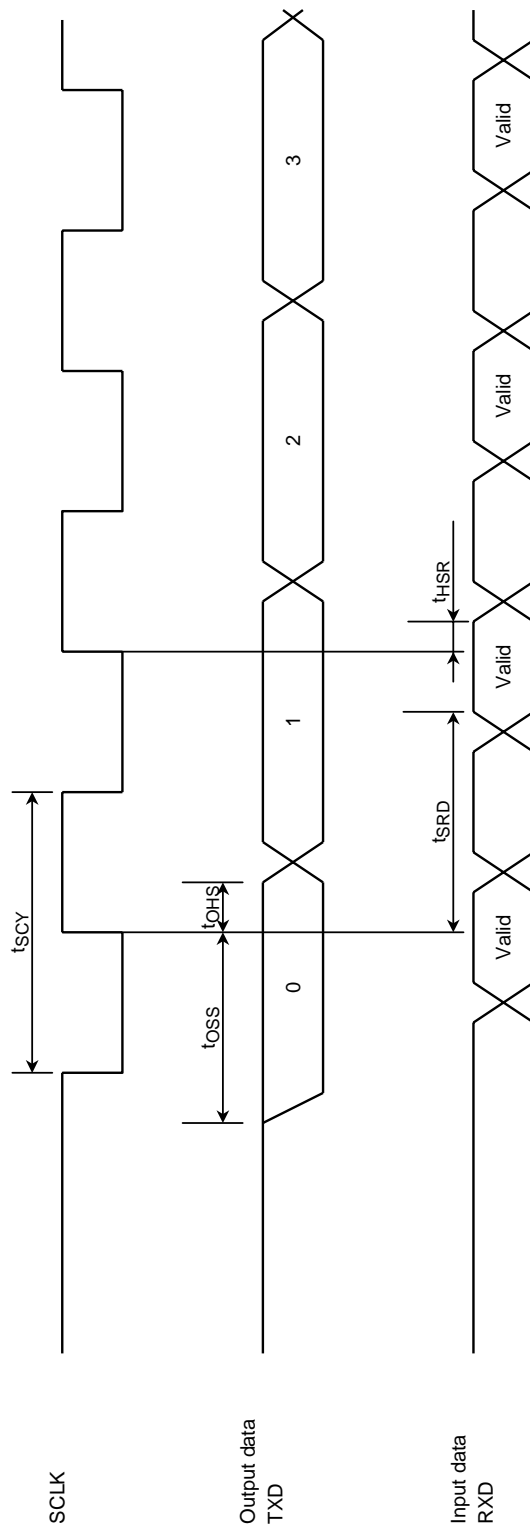 SCLK
tSCY
Output data
TXD
tOSS
tOHS
0
1
2
3
Input data
RXD
tSRD
tHSR
Valid
Valid
Valid
Valid